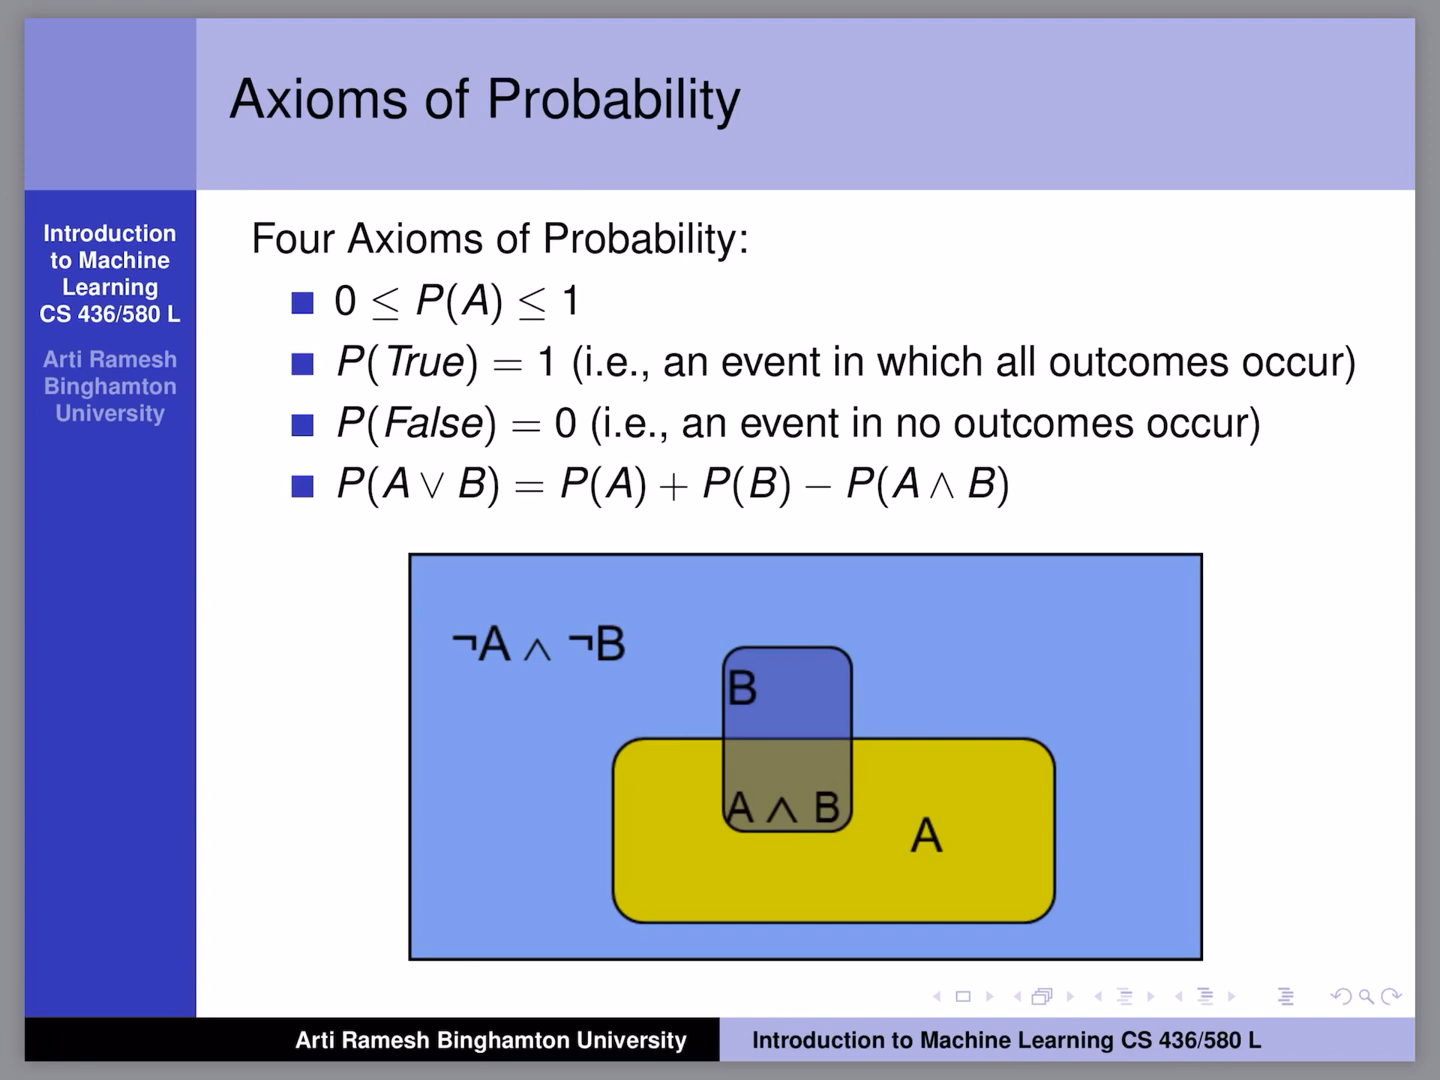 Axioms of Probability
Introduction
to Machine
Learning
CS 436/580 L
Arti Ramesh
Binghamton
University
Four Axioms of Probability:
0 ≤ P(A) ≤ 1
P(True) = 1 (i.e., an event in which all outcomes occur)
P(False) = 0 (i.e., an event in no outcomes occur)
P(A ∨ B) = P(A) + P(B) − P(A ∧ B)
¬A ∧ ¬B
B
A ∧ B
A
Arti Ramesh Binghamton University
Introduction to Machine Learning CS 436/580 L